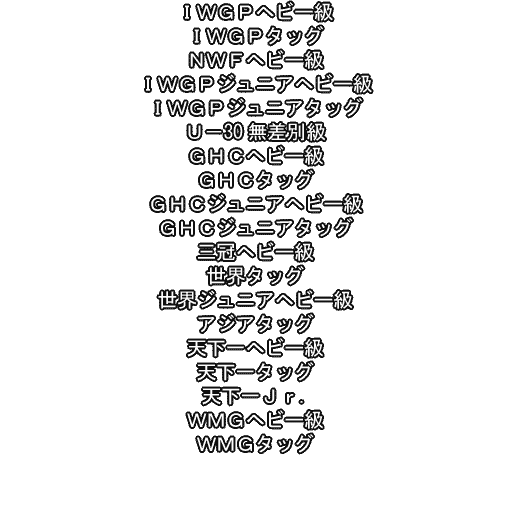 ＩＷＧＰヘビー級
ＩＷＧＰタッグ
ＮＷＦヘビー級
ＩＷＧＰジュニアヘビー級
ＩＷＧＰジュニアタッグ
Ｕ－30 無差別級
ＧＨＣヘビー級
ＧＨＣタッグ
ＧＨＣジュニアヘビー級
ＧＨＣジュニアタッグ
三冠ヘビー級
世界タッグ
世界ジュニアヘビー級
アジアタッグ
天下一ヘビー級
天下一タッグ
天下一Ｊｒ．
ＷＭＧヘビー級
ＷＭＧタッグ